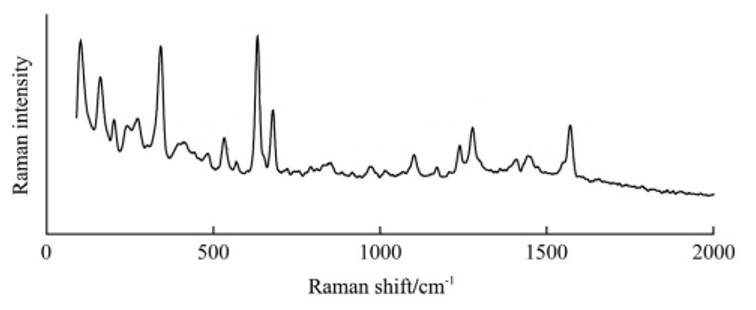 Raman intensity
0 500 1000 1500 2000
Raman shift/cm⁻¹